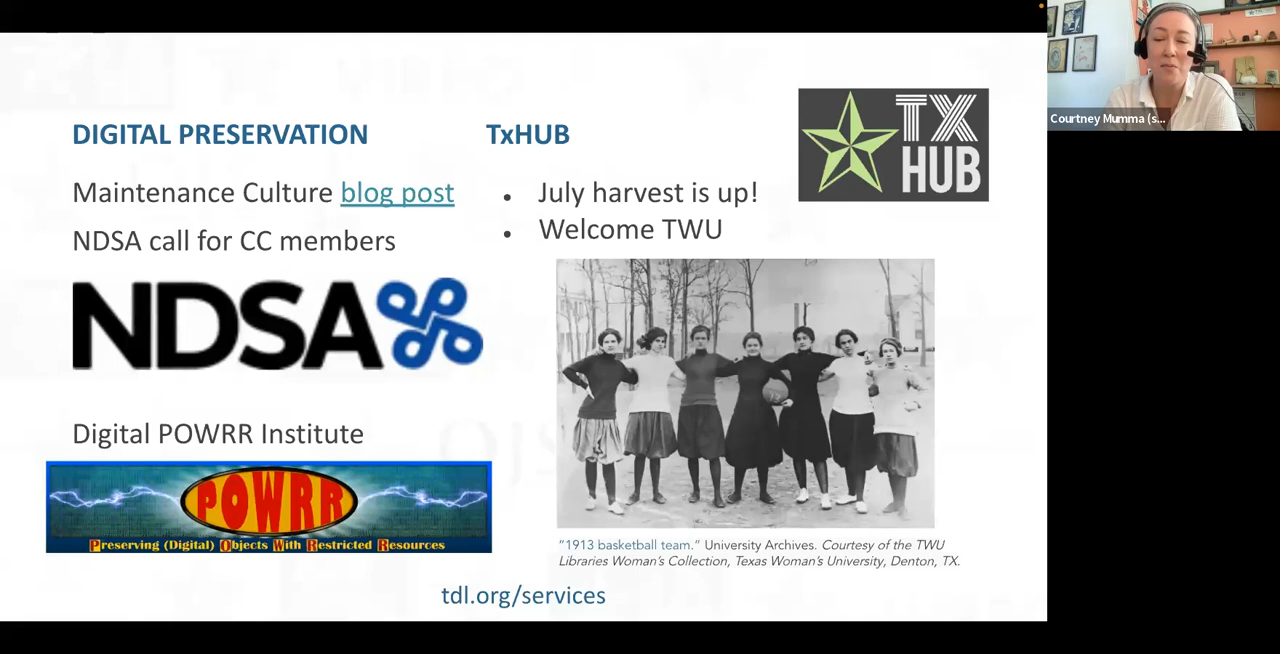 DIGITAL PRESERVATION
Maintenance Culture blog post
NDSA call for CC members
NDSA
Digital POWRR Institute
POWRR
Preserving (Digital) Objects With Restricted Resources
TxHUB
• July harvest is up!
• Welcome TWU
TX
HUB
“1913 basketball team.” University Archives. Courtesy of the TWU
Libraries Woman’s Collection, Texas Woman’s University, Denton, TX.
tdl.org/services
Courtney Mumma (s...